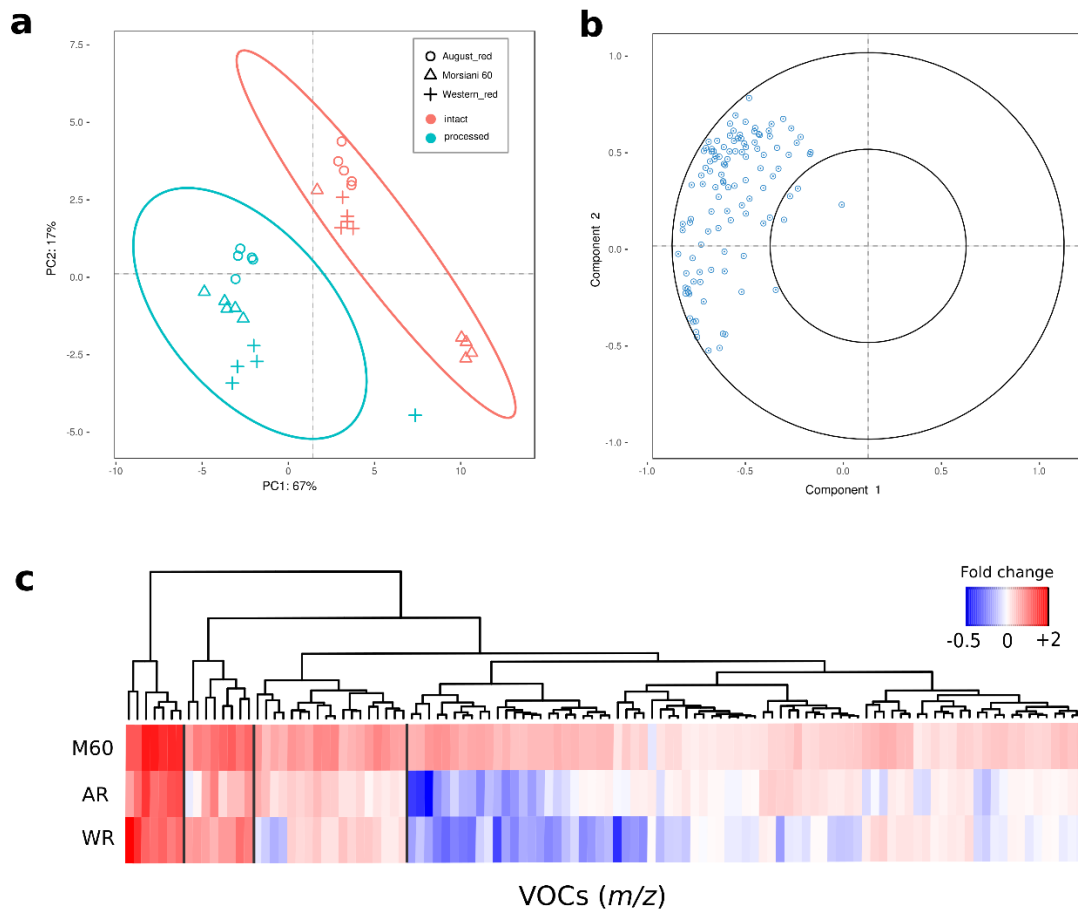 a
7.5
5.0
2.5
0.0
-2.5
-5.0
PC2: 17%
August_red
Morsiani 60
Western_red
intact
processed
-10
-5
0
5
10
PC1: 67%
b
1.0
0.5
0.0
-0.5
-1.0
Component 2
-1.0
-0.5
0.0
0.5
1.0
Component 1
c
Fold change
-0.5 0 +2
M60
AR
WR
VOCs (m/z)